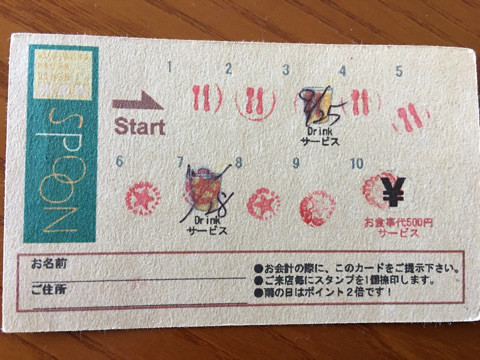 SPOON
1 2 3 4 5
Start
9/25
Drink
サービス
6 7 8 9 10
Drink
サービス
¥
お食事代500円
サービス
お名前
ご住所
●お会計の際に、このカードをご提示下さい。
●ご来店毎にスタンプを1個捺印します。
●雨の日はポイント2倍です!